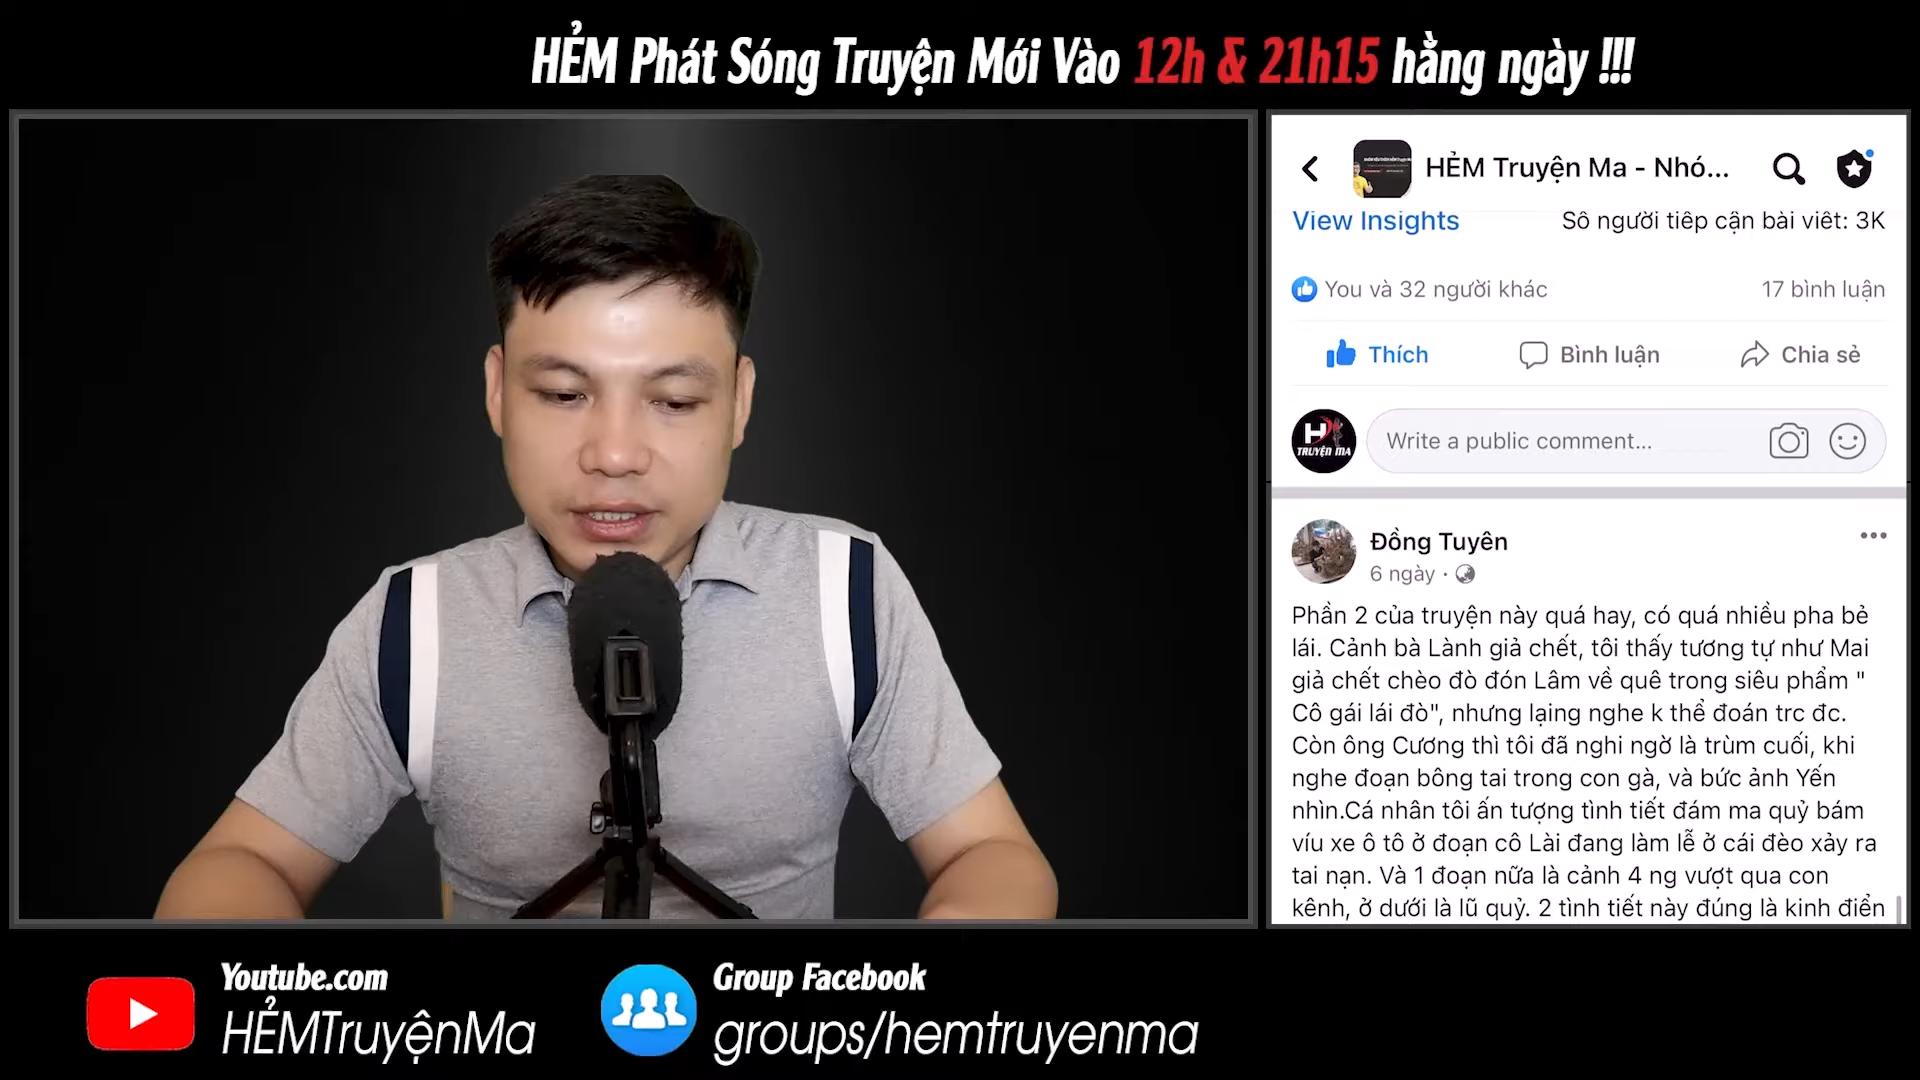 HẺM Phát Sóng Truyện Mới Vào 12h & 21h15 hằng ngày !!!
HẺM Truyện Ma - Nhó...
View Insights Số người tiếp cận bài viết: 3K
You và 32 người khác 17 bình luận
Thích Bình luận Chia sẻ
H
TRUYỆN MA
Write a public comment...
Đồng Tuyên
6 ngày ·
Phần 2 của truyện này quá hay, có quá nhiều pha bẻ
lái. Cảnh bà Lành giả chết, tôi thấy tương tự như Mai
giả chết chèo đò đón Lâm về quê trong siêu phẩm "
Cô gái lái đò", nhưng lạing nghe k thể đoán trc đc.
Còn ông Cương thì tôi đã nghi ngờ là trùm cuối, khi
nghe đoạn bông tai trong con gà, và bức ảnh Yến
nhìn.Cá nhân tôi ấn tượng tình tiết đám ma quỷ bám
víu xe ô tô ở đoạn cô Lài đang làm lễ ở cái đèo xảy ra
tai nạn. Và 1 đoạn nữa là cảnh 4 ng vượt qua con
kênh, ở dưới là lũ quỷ. 2 tình tiết này đúng là kinh điển
Youtube.com
HẺMTruyệnMa
Group Facebook
groups/hemtruyenma